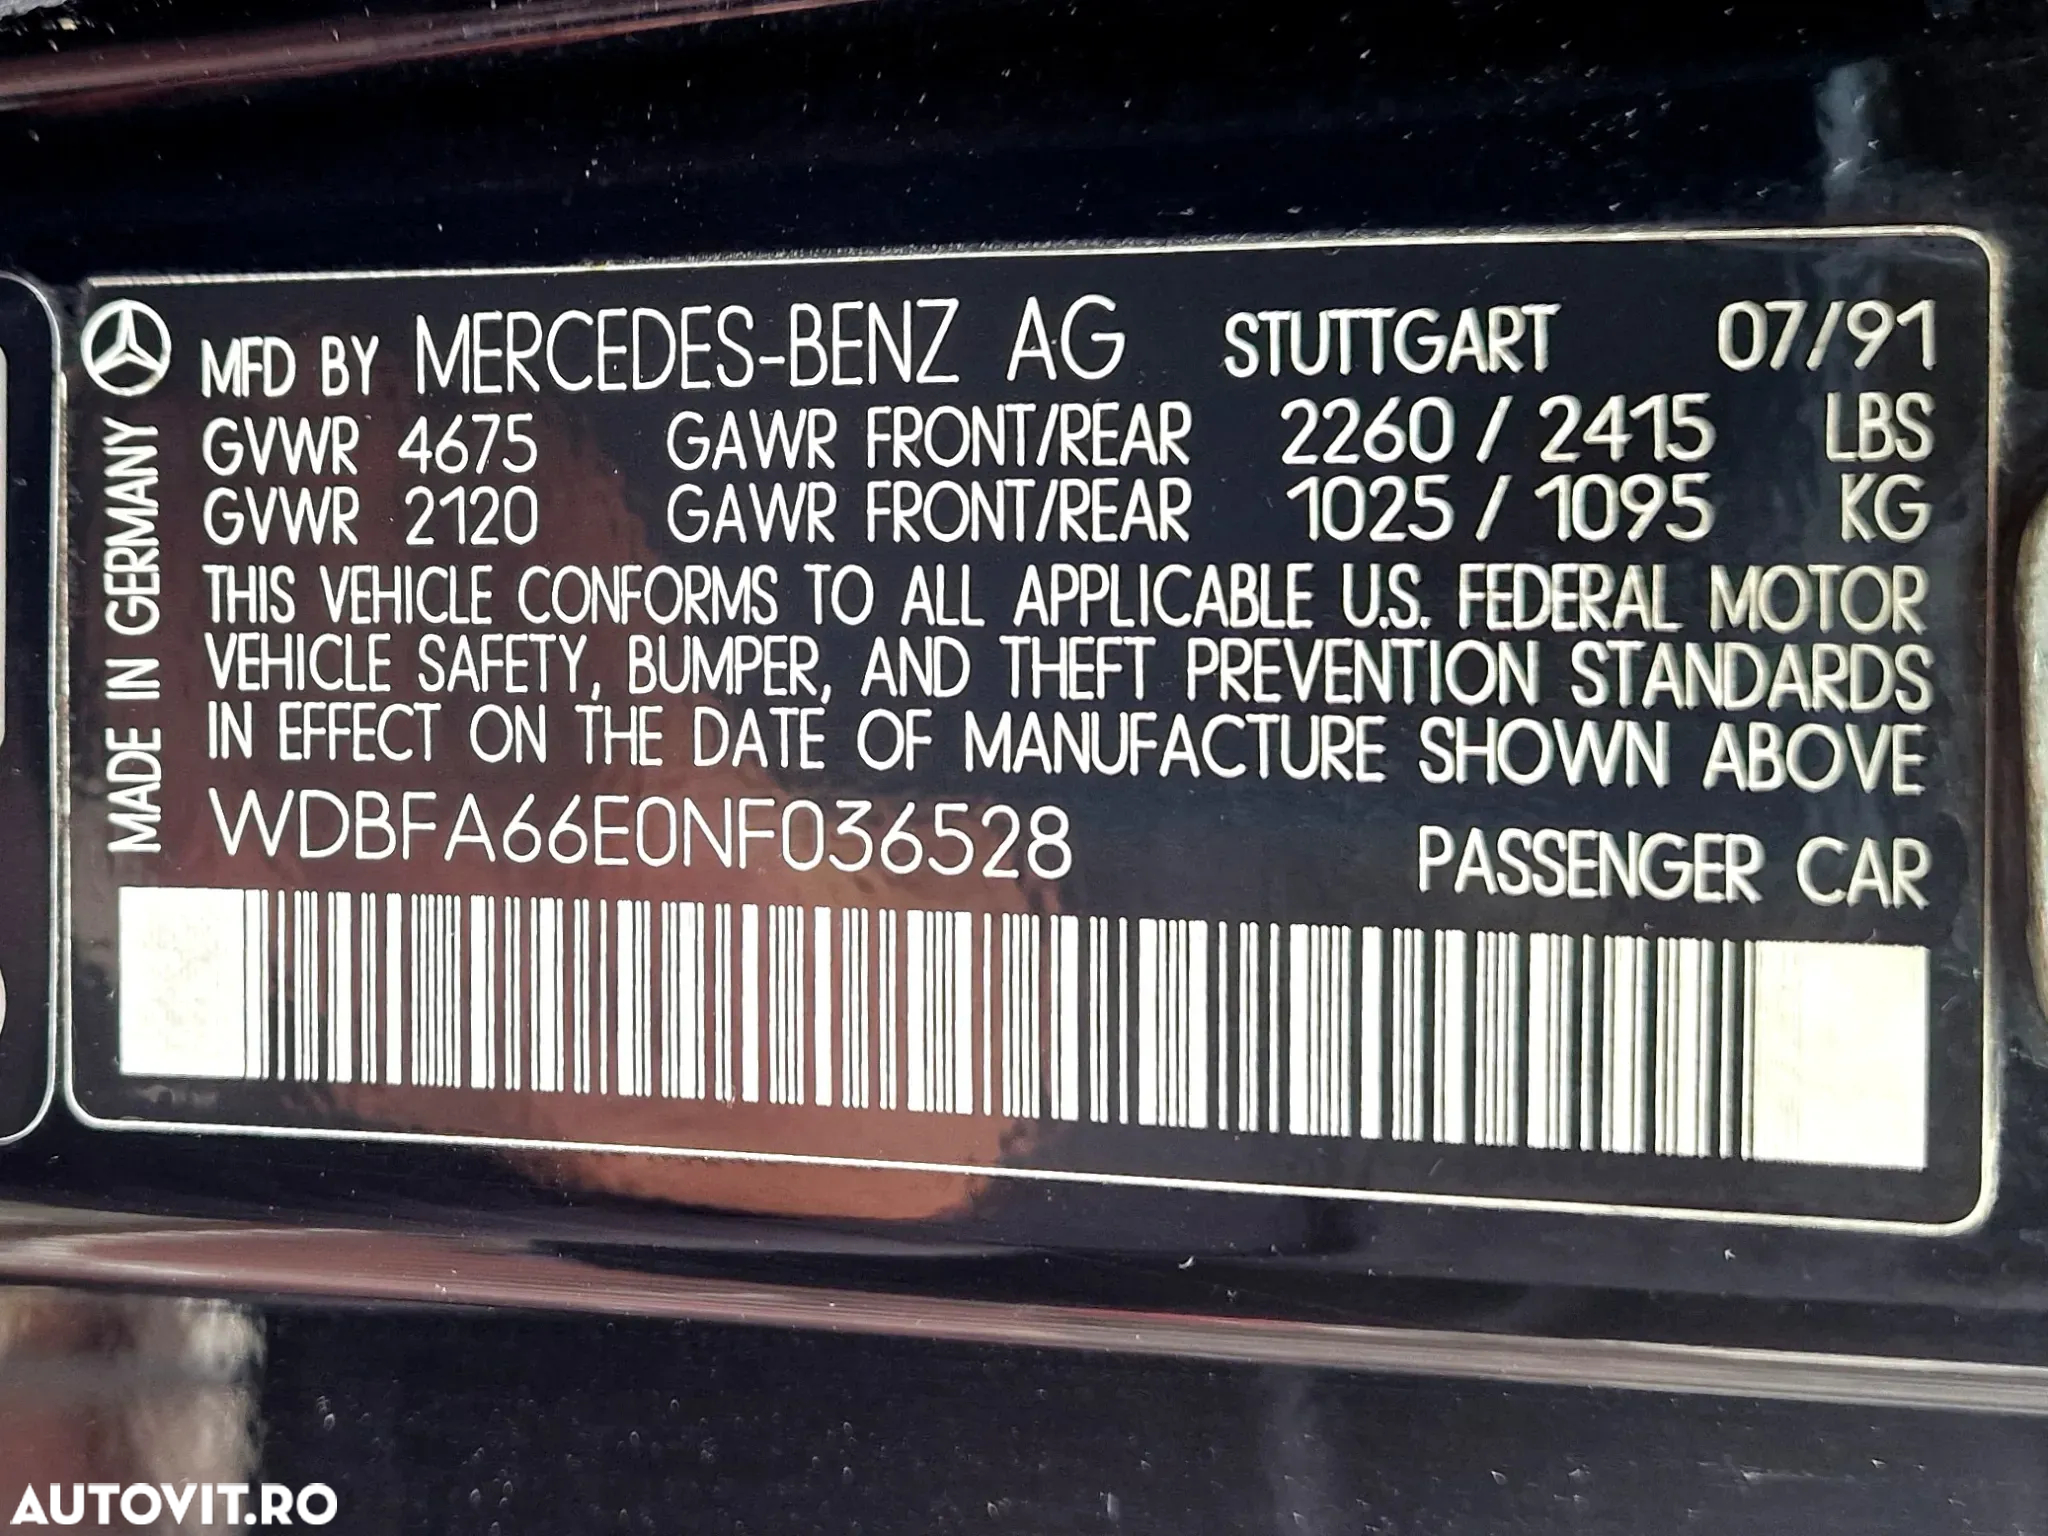 MFD BY MERCEDES-BENZ AG STUTTGART 07/91
GVWR 4675 GAWR FRONT/REAR 2260 / 2415 LBS
GVWR 2120 GAWR FRONT/REAR 1025 / 1095 KG
THIS VEHICLE CONFORMS TO ALL APPLICABLE U.S. FEDERAL MOTOR
VEHICLE SAFETY, BUMPER, AND THEFT PREVENTION STANDARDS
IN EFFECT ON THE DATE OF MANUFACTURE SHOWN ABOVE
WDBFA66E0NF036528 PASSENGER CAR
MADE IN GERMANY
AUTOVIT.RO